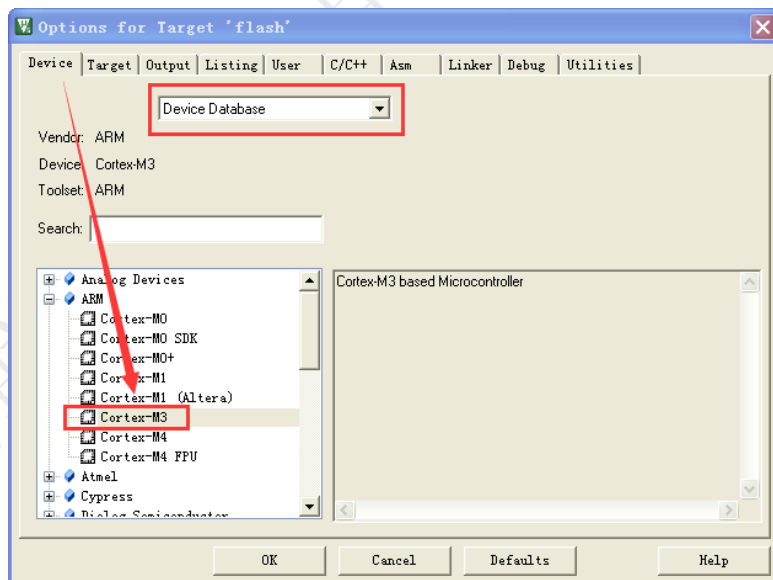 Options for Target 'flash'
Device Target Output Listing User C/C++ Asm Linker Debug Utilities
Device Database
Vendor: ARM
Device: Cortex-M3
Toolset: ARM
Search:
Analog Devices
ARM
Cortex-M0
Cortex-M0 SDK
Cortex-M0+
Cortex-M1
Cortex-M1 (Altera)
Cortex-M3
Cortex-M4
Cortex-M4 FPU
Atmel
Cypress
Dialog Semiconductor
Cortex-M3 based Microcontroller
OK Cancel Defaults Help